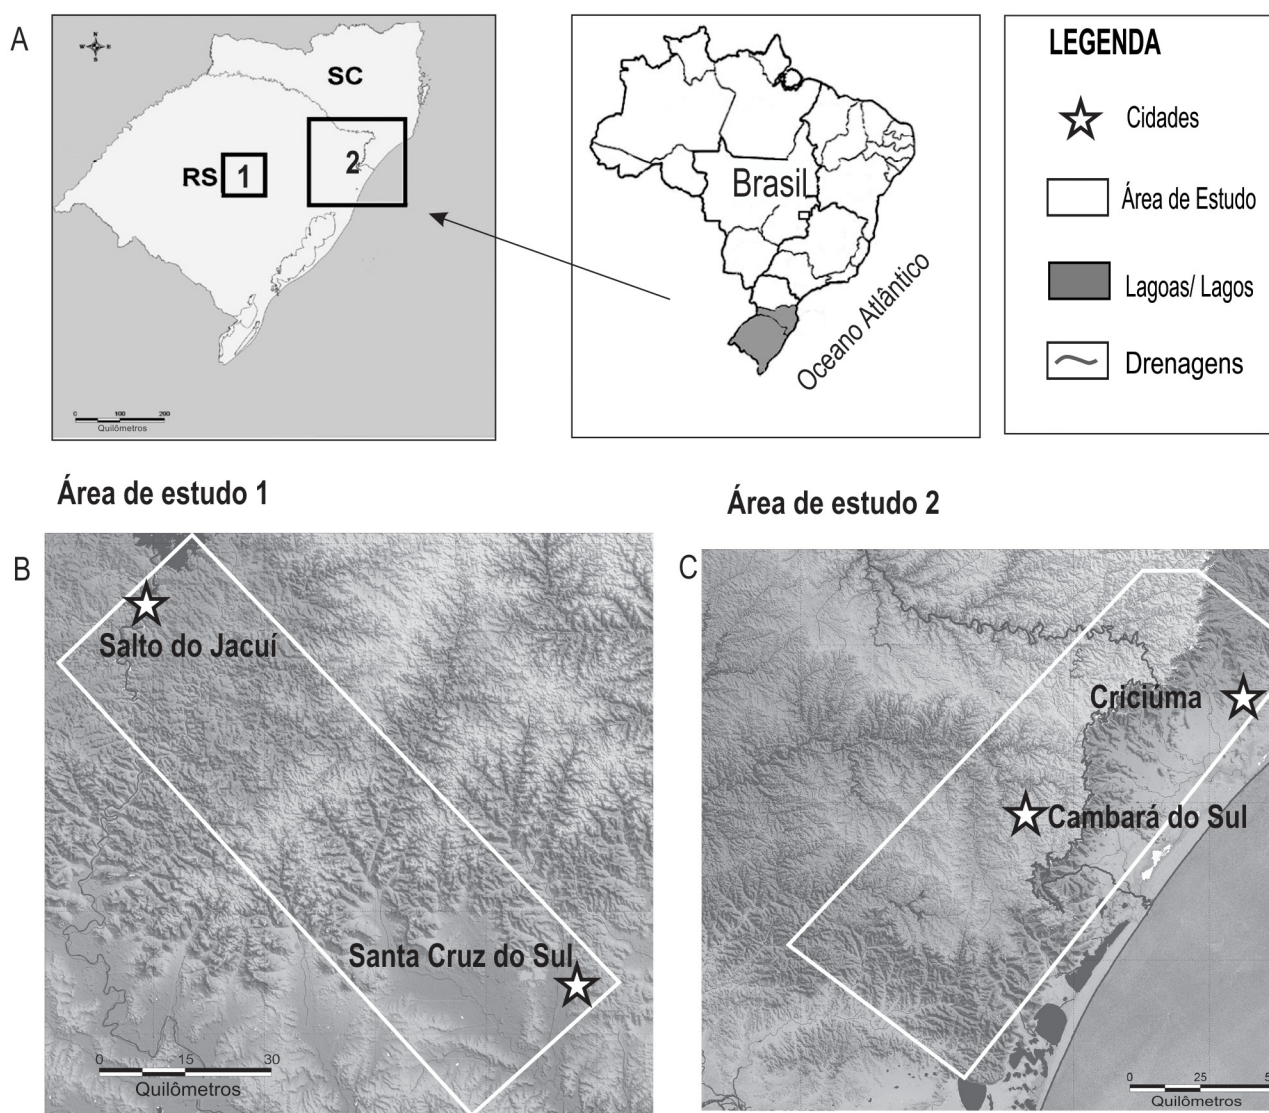 A
N
W E
S
SC
RS
1
2
0 100 200
Quilômetros
Brasil
Oceano Atlântico
LEGENDA
Cidades
Área de Estudo
Lagoas/ Lagos
Drenagens
Área de estudo 1
B
Salto do Jacuí
Santa Cruz do Sul
0 15 30
Quilômetros
Área de estudo 2
C
Criciúma
Cambará do Sul
0 25
Quilômetros